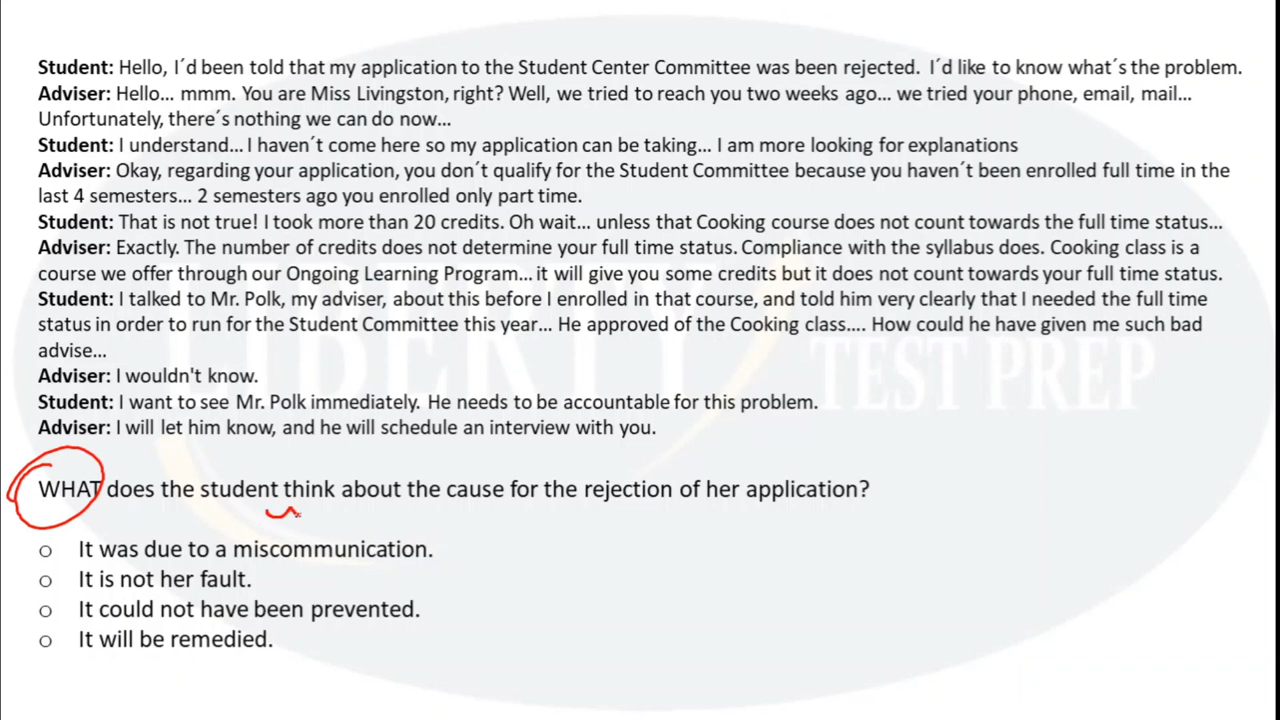 Student: Hello, I´d been told that my application to the Student Center Committee was been rejected. I´d like to know what´s the problem.
Adviser: Hello... mmm. You are Miss Livingston, right? Well, we tried to reach you two weeks ago... we tried your phone, email, mail...
Unfortunately, there´s nothing we can do now...
Student: I understand... I haven´t come here so my application can be taking... I am more looking for explanations
Adviser: Okay, regarding your application, you don´t qualify for the Student Committee because you haven´t been enrolled full time in the
last 4 semesters... 2 semesters ago you enrolled only part time.
Student: That is not true! I took more than 20 credits. Oh wait... unless that Cooking course does not count towards the full time status...
Adviser: Exactly. The number of credits does not determine your full time status. Compliance with the syllabus does. Cooking class is a
course we offer through our Ongoing Learning Program... it will give you some credits but it does not count towards your full time status.
Student: I talked to Mr. Polk, my adviser, about this before I enrolled in that course, and told him very clearly that I needed the full time
status in order to run for the Student Committee this year... He approved of the Cooking class.... How could he have given me such bad
advise...
Adviser: I wouldn't know.
Student: I want to see Mr. Polk immediately. He needs to be accountable for this problem.
Adviser: I will let him know, and he will schedule an interview with you.
LIBERTY
TEST PREP
WHAT does the student think about the cause for the rejection of her application?
o It was due to a miscommunication.
o It is not her fault.
o It could not have been prevented.
o It will be remedied.